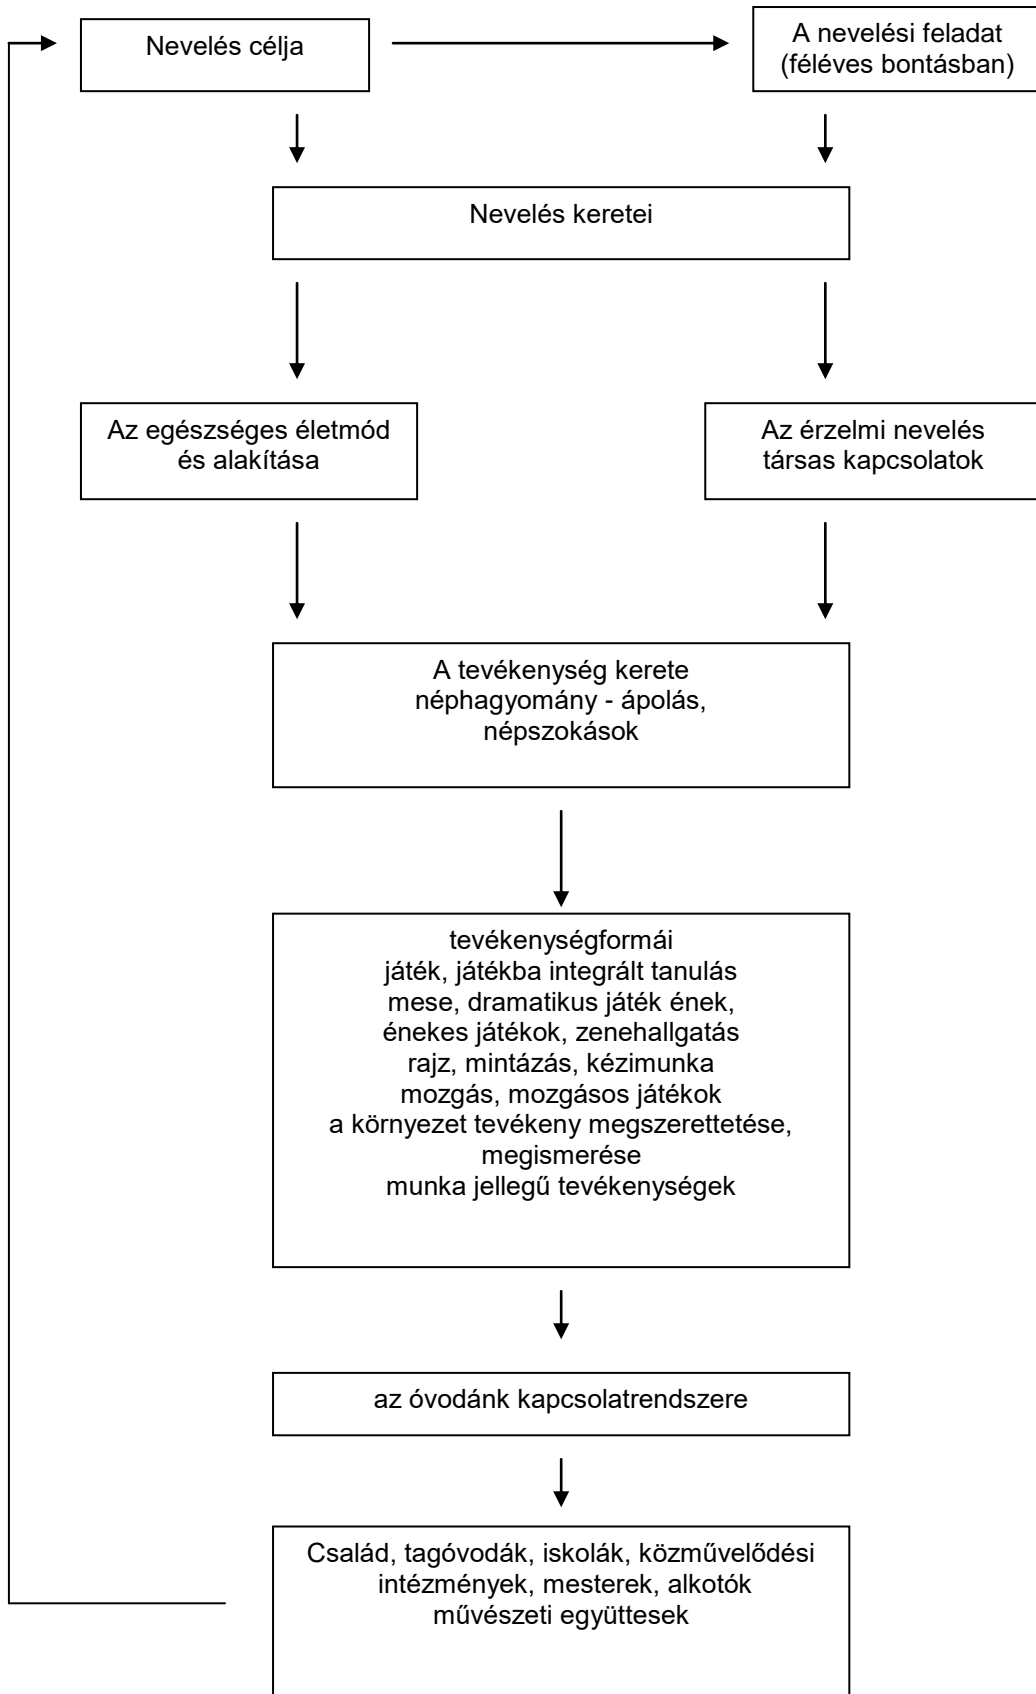 Nevelés célja
A nevelési feladat
(féléves bontásban)
Nevelés keretei
Az egészséges életmód
és alakítása
Az érzelmi nevelés
társas kapcsolatok
A tevékenység kerete
néphagyomány - ápolás,
népszokások
tevékenységformái
játék, játékba integrált tanulás
mese, dramatikus játék ének,
énekes játékok, zenehallgatás
rajz, mintázás, kézimunka
mozgás, mozgásos játékok
a környezet tevékeny megszerettetése,
megismerése
munka jellegű tevékenységek
az óvodánk kapcsolatrendszere
Család, tagóvodák, iskolák, közművelődési
intézmények, mesterek, alkotók
művészeti együttesek